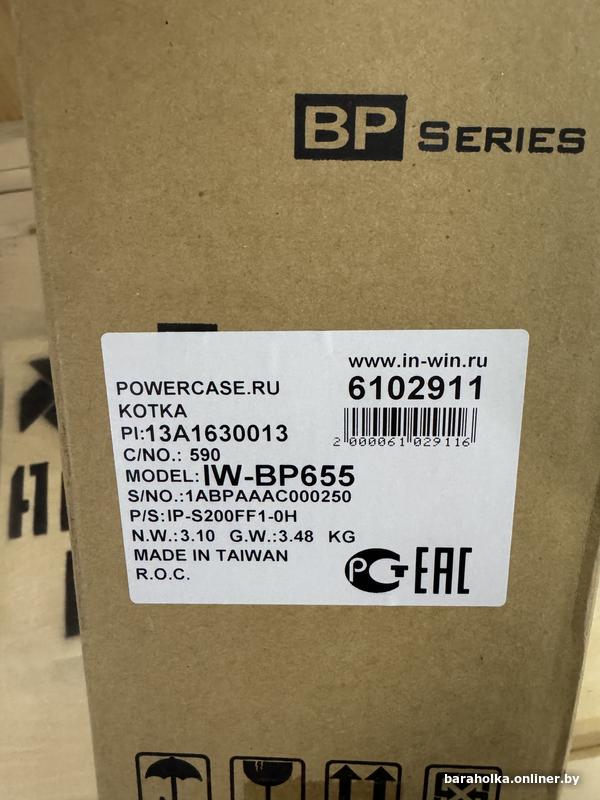 BP SERIES
www.in-win.ru
POWERCASE.RU
6102911
KOTKA
PI:13A1630013
2 000061 029116
C/NO.: 590
MODEL:IW-BP655
S/NO.:1ABPAAAC000250
P/S:IP-S200FF1-0H
N.W.:3.10 G.W.:3.48 KG
MADE IN TAIWAN
R.O.C.
РСТ EAC
baraholka.onliner.by